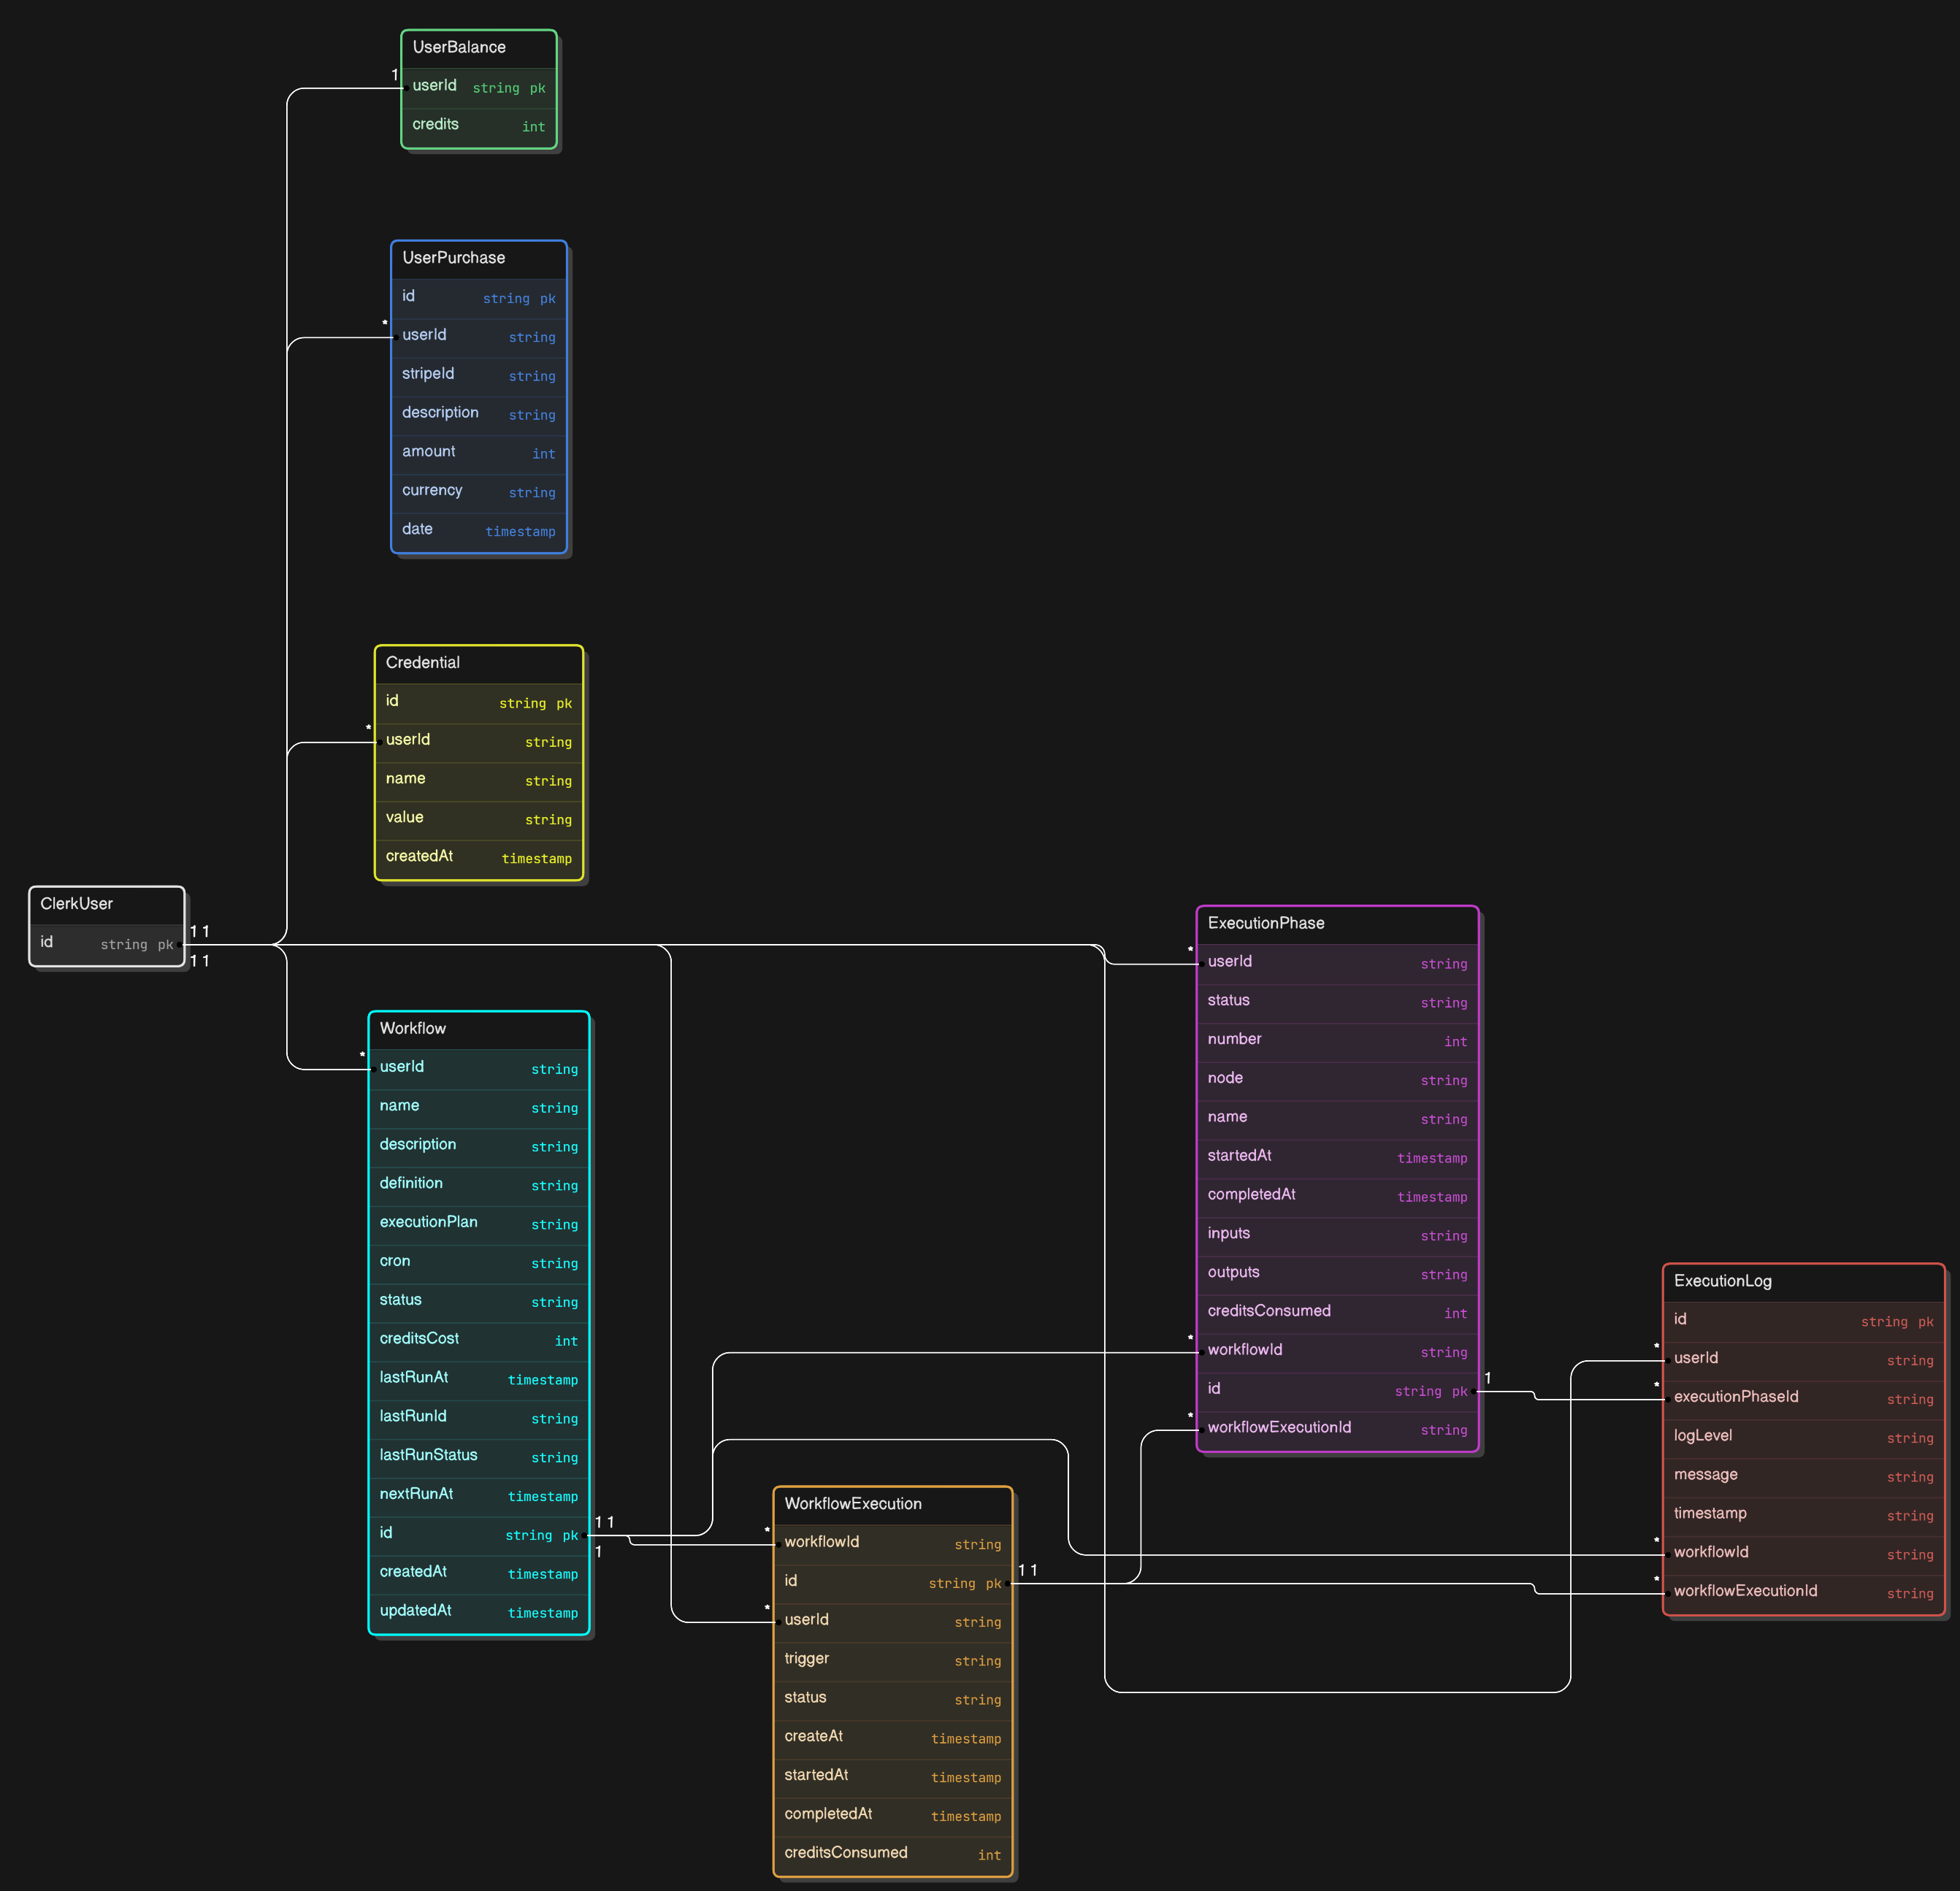 UserBalance
1
userId string pk
credits int
UserPurchase
id string pk
*
userId string
stripeId string
description string
amount int
currency string
date timestamp
Credential
id string pk
*
userId string
name string
value string
createdAt timestamp
ClerkUser
id string pk
1 1
1 1
Workflow
*
userId string
name string
description string
definition string
executionPlan string
cron string
status string
creditsCost int
lastRunAt timestamp
lastRunId string
lastRunStatus string
nextRunAt timestamp
id string pk
1 1
1
createdAt timestamp
updatedAt timestamp
WorkflowExecution
*
workflowId string
id string pk
1 1
*
userId string
trigger string
status string
createAt timestamp
startedAt timestamp
completedAt timestamp
creditsConsumed int
ExecutionPhase
*
userId string
status string
number int
node string
name string
startedAt timestamp
completedAt timestamp
inputs string
outputs string
creditsConsumed int
*
workflowId string
id string pk
1
*
workflowExecutionId string
ExecutionLog
id string pk
*
userId string
*
executionPhaseId string
logLevel string
message string
timestamp string
*
workflowId string
*
workflowExecutionId string